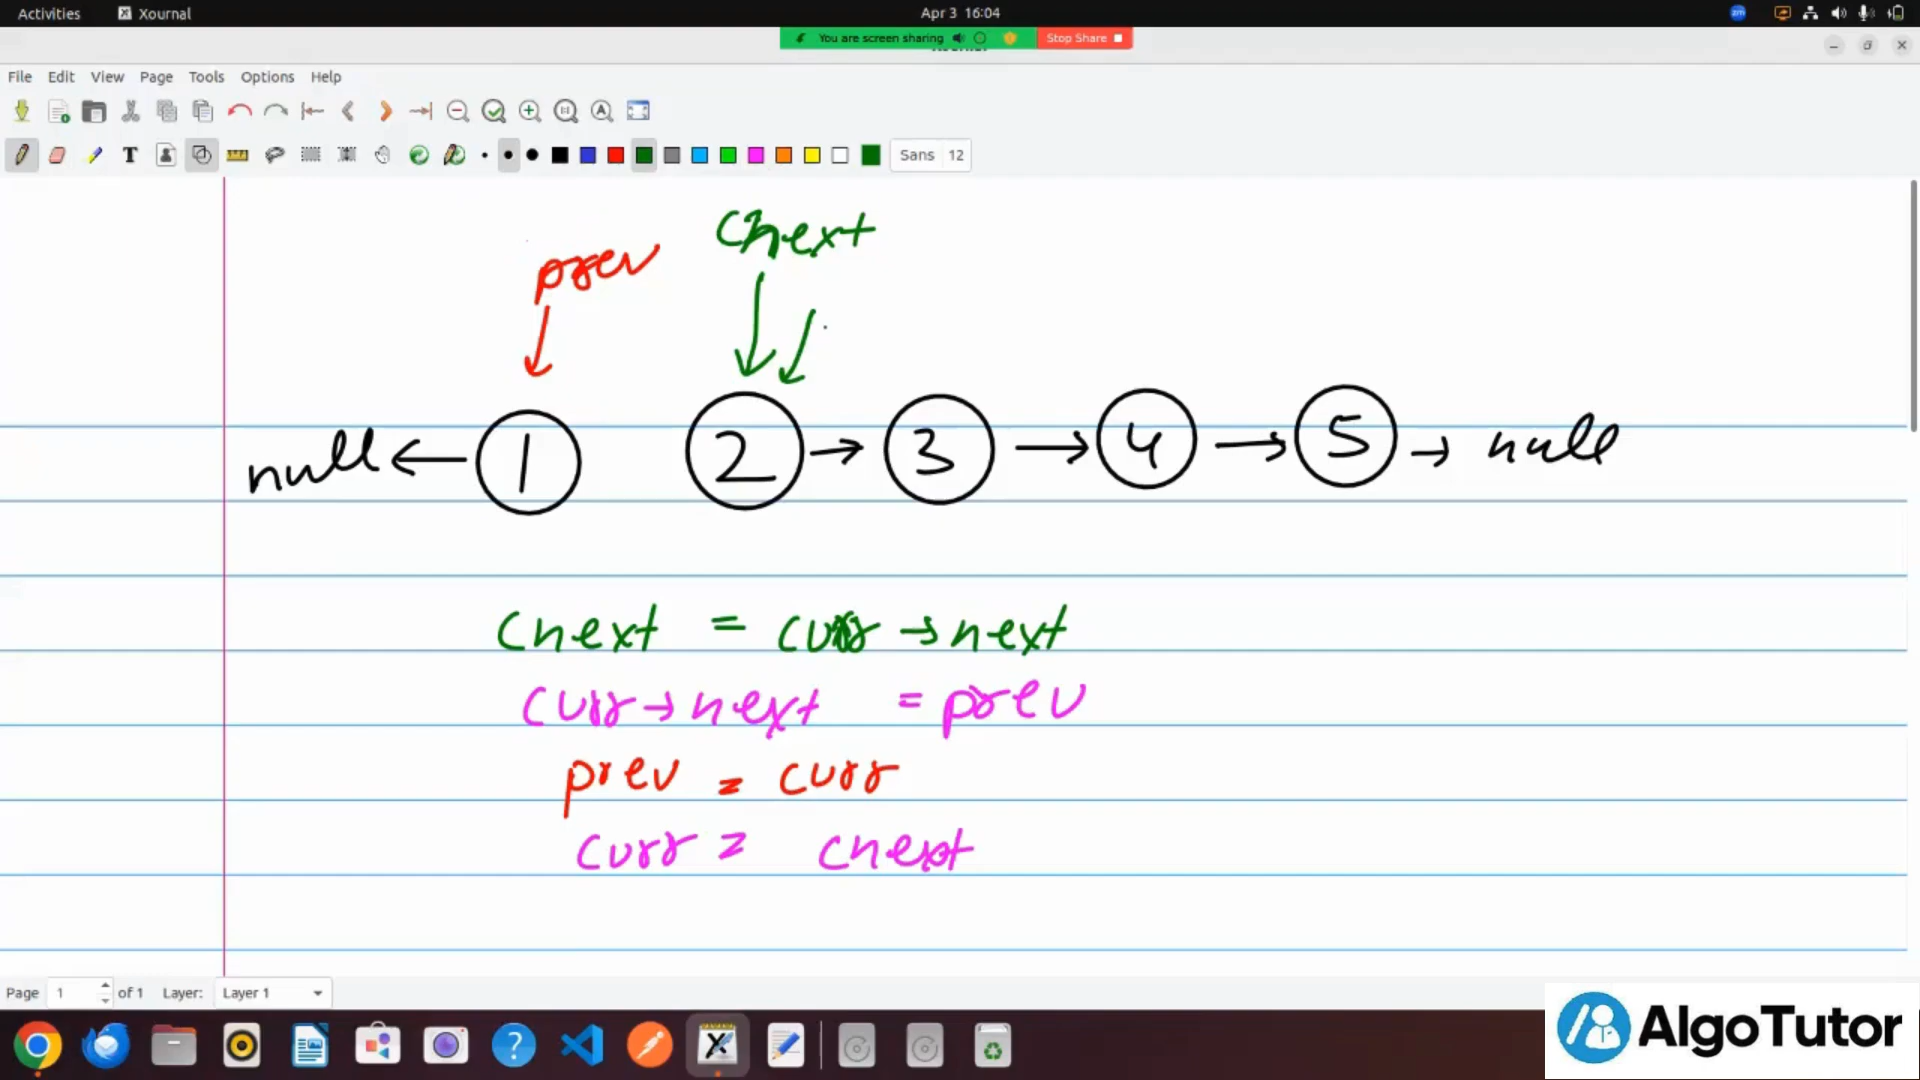 Activities Xournal Apr 3 16:04 zm
You are screen sharing Stop Share
File Edit View Page Tools Options Help
T Sans 12
cnext
prev
null ← 1 2 → 3 → 4 → 5 → null
cnext = curr → next
curr → next = prev
prev = curr
curr = cnext
Page 1 of 1 Layer: Layer 1
AlgoTutor